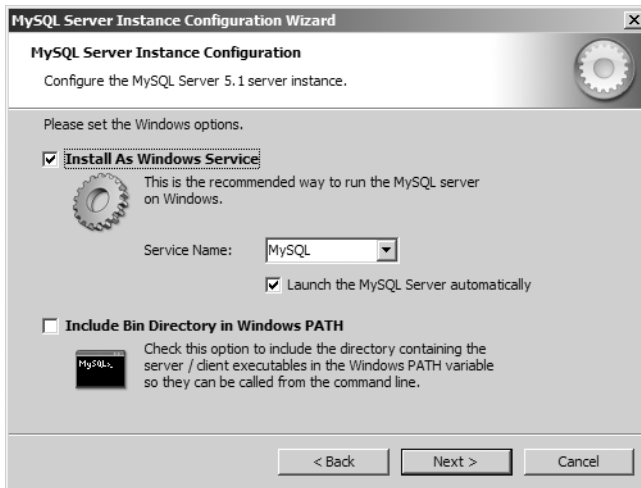 MySQL Server Instance Configuration Wizard
MySQL Server Instance Configuration
Configure the MySQL Server 5.1 server instance.
Please set the Windows options.
Install As Windows Service
This is the recommended way to run the MySQL server
on Windows.
Service Name:
MySQL
Launch the MySQL Server automatically
Include Bin Directory in Windows PATH
MySQL>_
Check this option to include the directory containing the
server / client executables in the Windows PATH variable
so they can be called from the command line.
< Back
Next >
Cancel